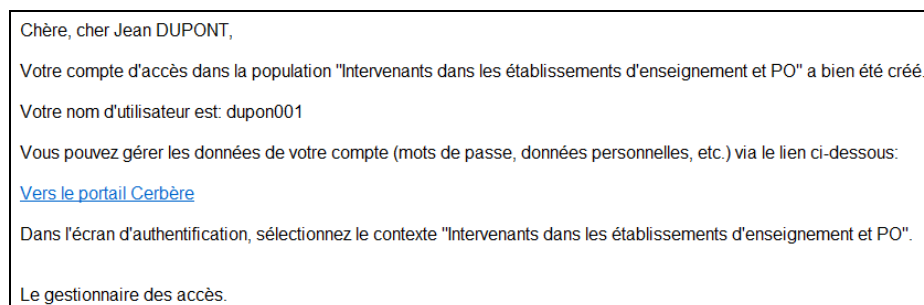 Chère, cher Jean DUPONT,
Votre compte d'accès dans la population "Intervenants dans les établissements d'enseignement et PO" a bien été créé.
Votre nom d'utilisateur est: dupon001
Vous pouvez gérer les données de votre compte (mots de passe, données personnelles, etc.) via le lien ci-dessous:
Vers le portail Cerbère
Dans l'écran d'authentification, sélectionnez le contexte "Intervenants dans les établissements d'enseignement et PO".
Le gestionnaire des accès.